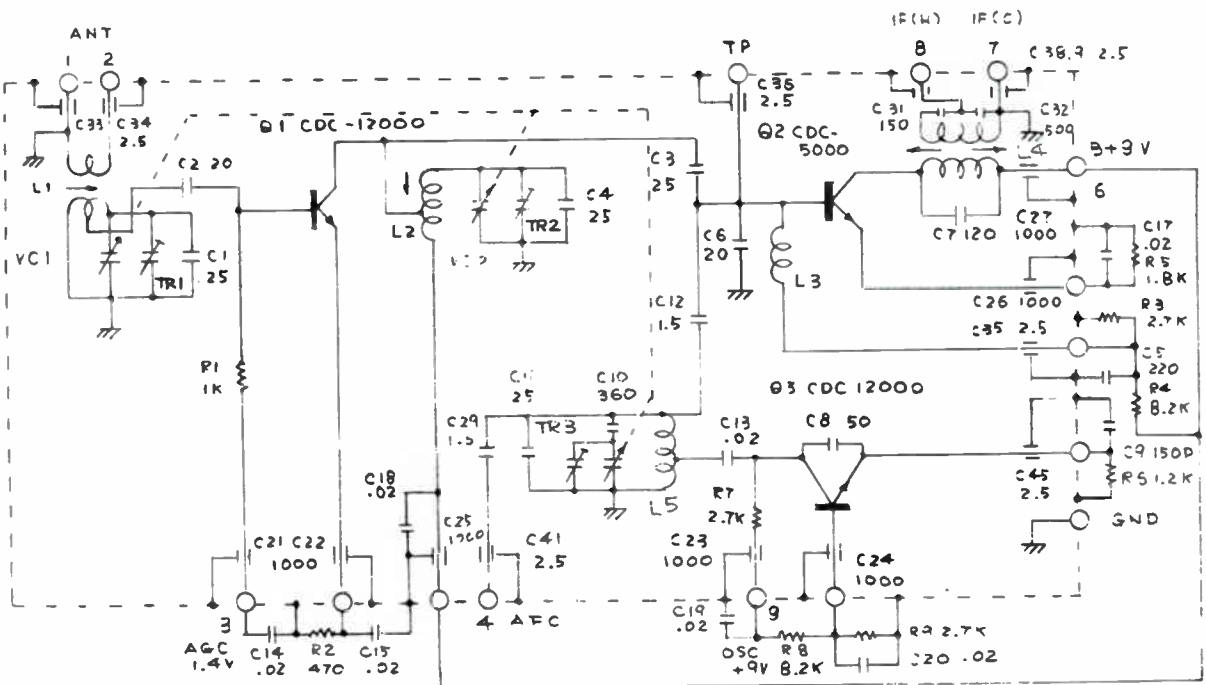 ANT
1 2
C33 C34
2.5
L1
VC1
C2 20
TR1
C1
25
R1
1K
Q1 CDC-12000
L2
TR2
C4
25
C3
25
TP
C36
2.5
Q2 CDC-
5000
C6
20
L3
C12
1.5
IF(H) IF(C)
8 7
2.5
C31
150
C32
L4
C7 120
6
C27
1000
C17
.02
R5
1.8K
C26 1000
R3
2.7K
C35 2.5
C5
220
R4
8.2K
Q3 CDC 12000
C8 50
C13
.02
C10
360
25
TR3
C29
1.5
L5
R7
2.7K
C9 1500
R6 1.2K
C45
2.5
GND
C18
.02
C25
C41
2.5
C23
1000
C24
1000
C21 C22
1000
3
AGC
1.4V
C14
.02
R2
470
C15
.02
4 AFC
C19
.02
9
OSC
+9V
R8
8.2K
R9 2.7K
C20 .02